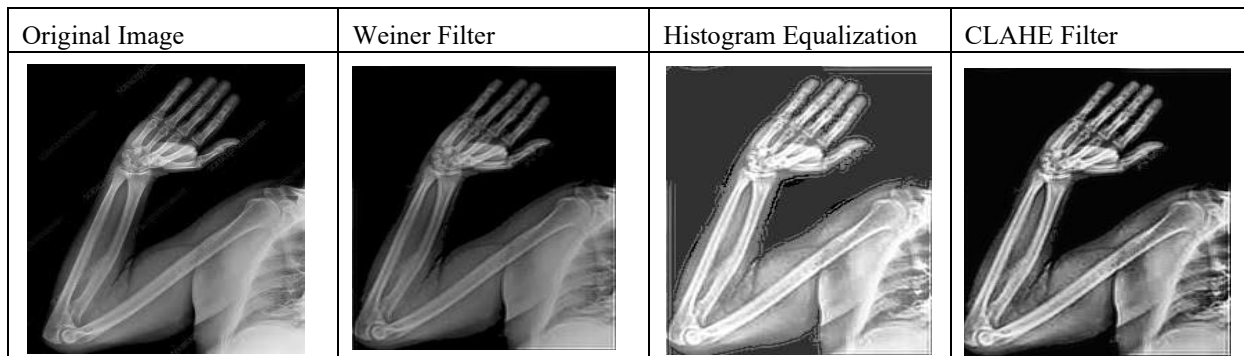 Original Image
Weiner Filter
Histogram Equalization
CLAHE Filter